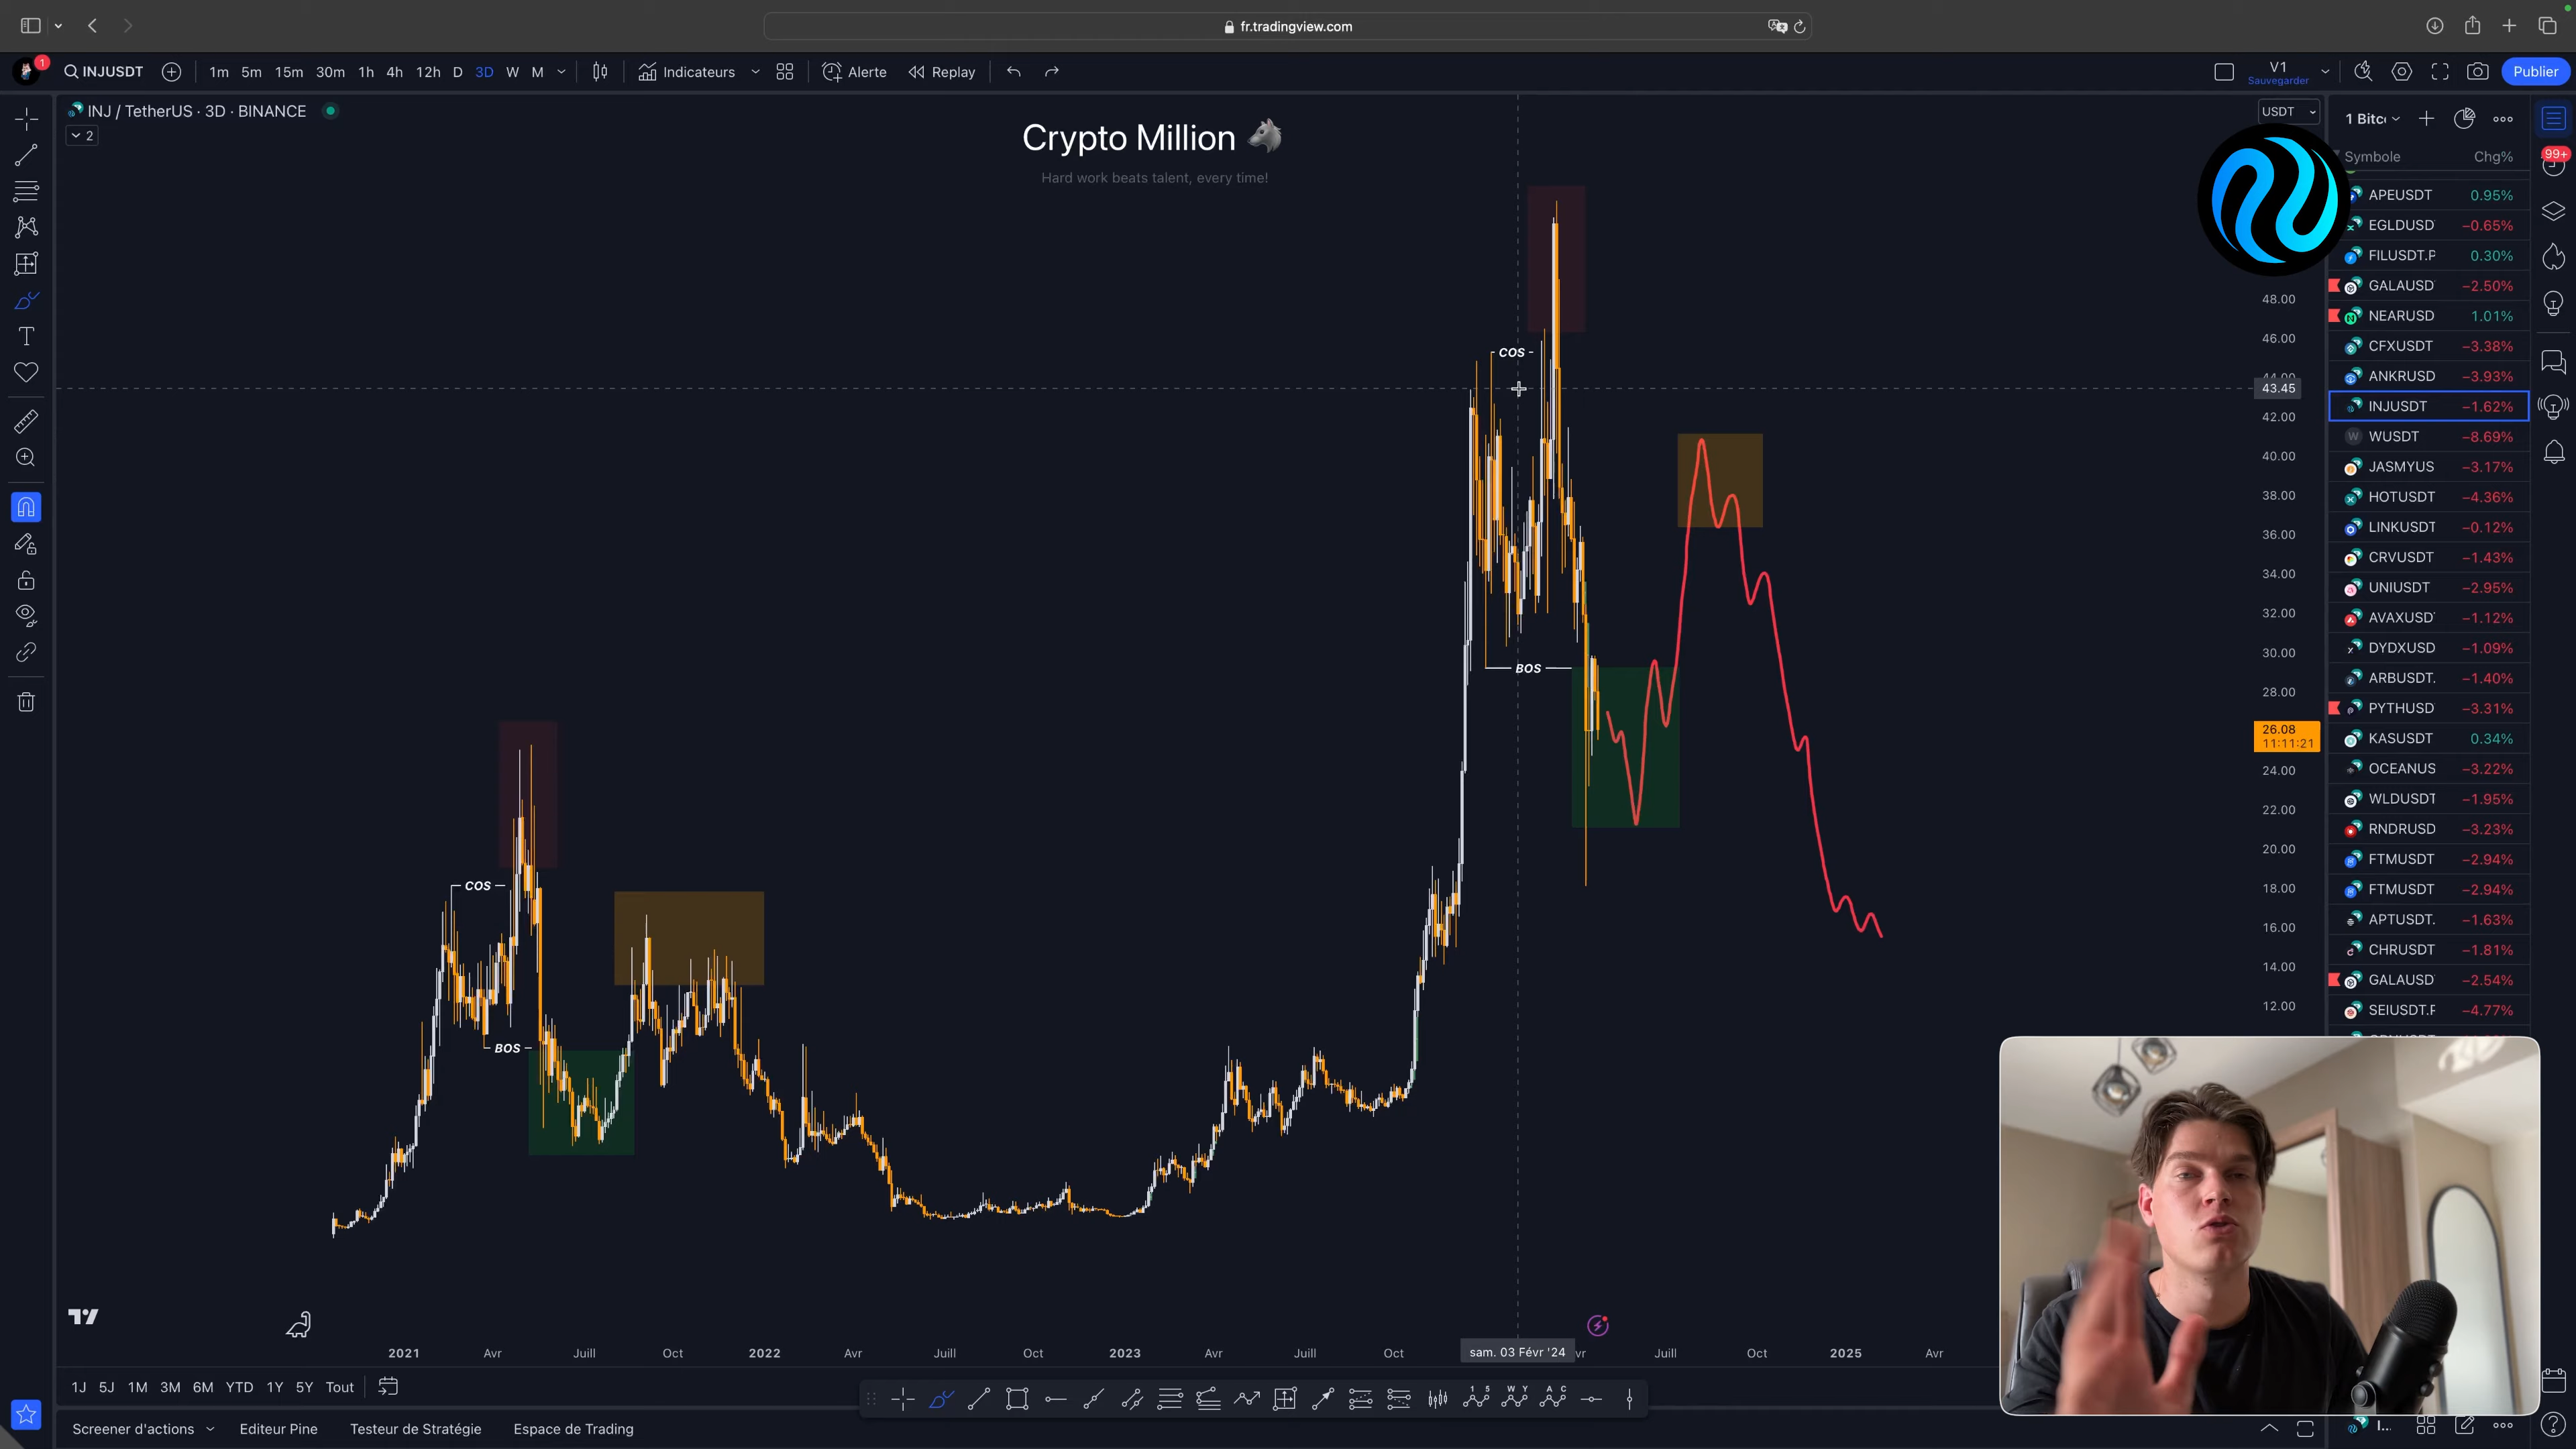 fr.tradingview.com
1
INJUSDT
1m 5m 15m 30m 1h 4h 12h D 3D W M
Indicateurs
Alerte
Replay
V1
Sauvegarder
Publier
INJ / TetherUS · 3D · BINANCE
2
Crypto Million
Hard work beats talent, every time!
USDT
1 Bitc
Symbole Chg%
99+
APEUSDT 0.95%
EGLDUSD −0.65%
FILUSDT.P 0.30%
GALAUSD −2.50%
NEARUSD 1.01%
CFXUSDT −3.38%
ANKRUSD −3.93%
INJUSDT −1.62%
W WUSDT −8.69%
JASMYUS −3.17%
HOTUSDT −4.36%
LINKUSDT −0.12%
CRVUSDT −1.43%
UNIUSDT −2.95%
AVAXUSD −1.12%
DYDXUSD −1.09%
ARBUSDT. −1.40%
PYTHUSD −3.31%
KASUSDT 0.34%
OCEANUS −3.22%
WLDUSDT −1.95%
RNDRUSD −3.23%
FTMUSDT −2.94%
FTMUSDT −2.94%
APTUSDT. −1.63%
CHRUSDT −1.81%
GALAUSD −2.54%
SEIUSDT.F −4.77%
48.00
46.00
44.00
43.45
42.00
40.00
38.00
36.00
34.00
32.00
30.00
28.00
26.08
11:11:21
24.00
22.00
20.00
18.00
16.00
14.00
12.00
COS
BOS
COS
BOS
2021 Avr Juill Oct 2022 Avr Juill Oct 2023 Avr Juill Oct sam. 03 Févr '24 vr Juill Oct 2025 Avr
1J 5J 1M 3M 6M YTD 1Y 5Y Tout
Screener d'actions
Editeur Pine
Testeur de Stratégie
Espace de Trading
I...